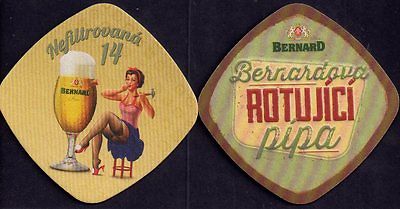 Nefiltrovaná
14
BERNARD
BERNARD
Bernardova
ROTUJÍCÍ
pípa